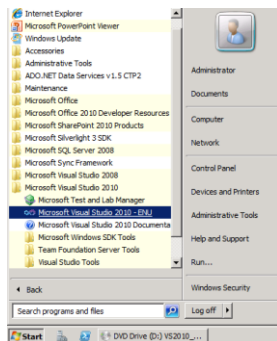 Internet Explorer
Microsoft PowerPoint Viewer
Windows Update
Accessories
Administrative Tools
ADO.NET Data Services v1.5 CTP2
Maintenance
Microsoft Office
Microsoft Office 2010 Developer Resources
Microsoft SharePoint 2010 Products
Microsoft Silverlight 3 SDK
Microsoft SQL Server 2008
Microsoft Sync Framework
Microsoft Visual Studio 2008
Microsoft Visual Studio 2010
Microsoft Test and Lab Manager
Microsoft Visual Studio 2010 - ENU
Microsoft Visual Studio 2010 Documenta
Microsoft Windows SDK Tools
Team Foundation Server Tools
Visual Studio Tools
Back
Search programs and files
Administrator
Documents
Computer
Network
Control Panel
Devices and Printers
Administrative Tools
Help and Support
Run...
Windows Security
Log off
Start
DVD Drive (D:) VS2010_...